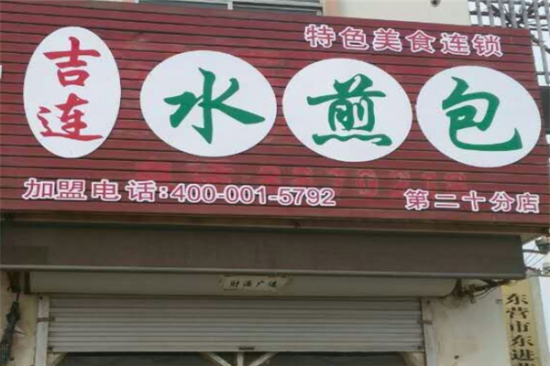 特色美食连锁
吉连
水煎包
加盟电话:400-001-5792
第二十分店
财源广进
东营市东进